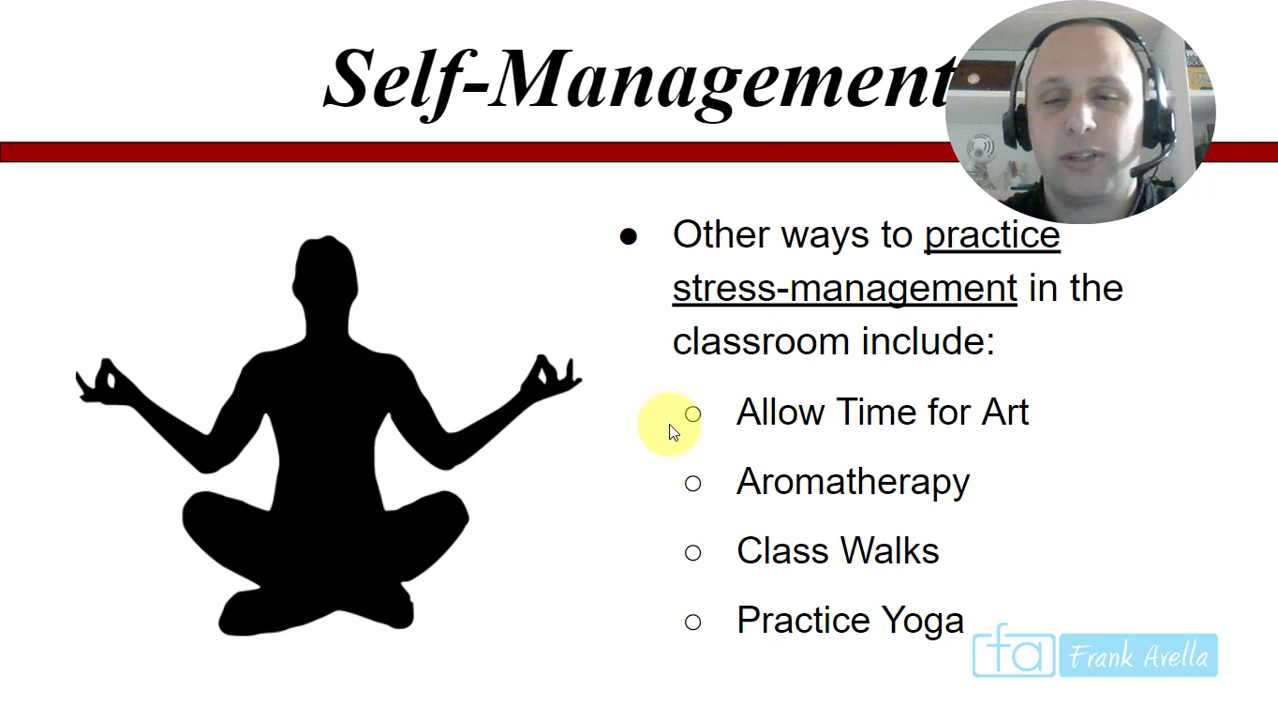 Self-Management
● Other ways to practice
stress-management in the
classroom include:
○ Allow Time for Art
○ Aromatherapy
○ Class Walks
○ Practice Yoga
fa Frank Avella